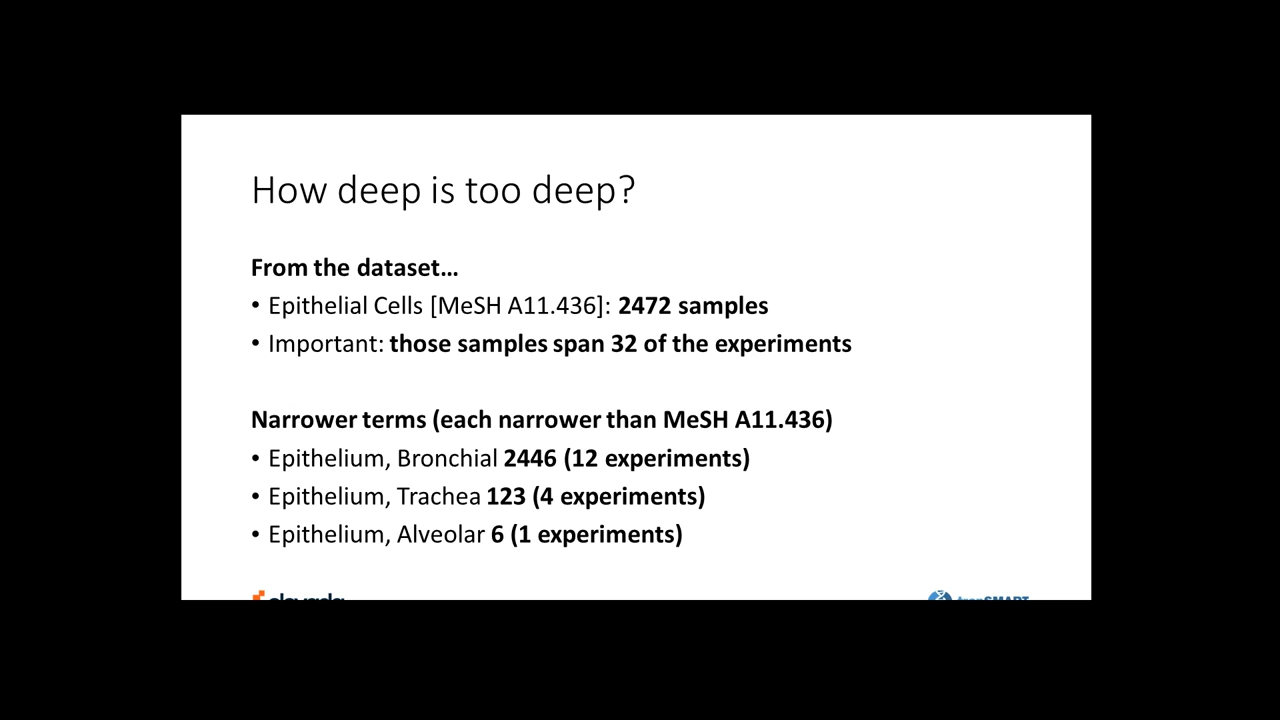 How deep is too deep?
From the dataset…
• Epithelial Cells [MeSH A11.436]: 2472 samples
• Important: those samples span 32 of the experiments
Narrower terms (each narrower than MeSH A11.436)
• Epithelium, Bronchial 2446 (12 experiments)
• Epithelium, Trachea 123 (4 experiments)
• Epithelium, Alveolar 6 (1 experiments)
tranSMART